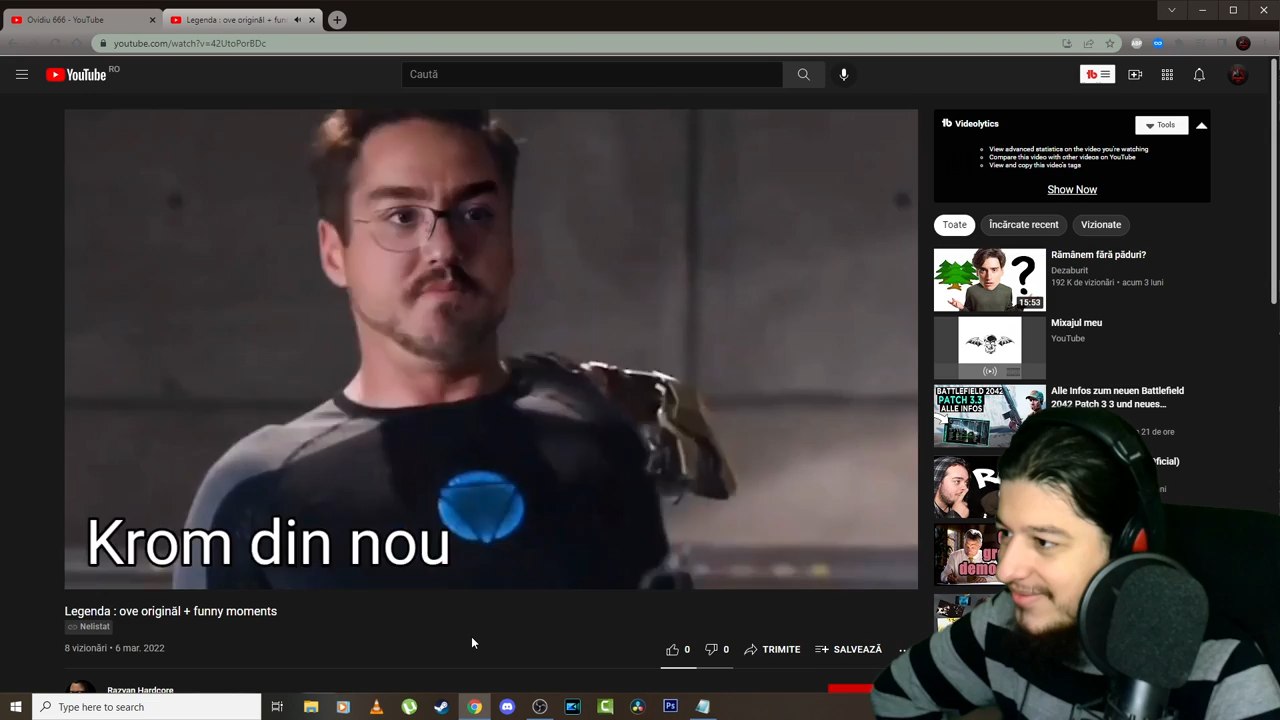 Ovidiu 666 - YouTube
Legenda : ove originâl + funr
youtube.com/watch?v=42UtoPorBDc
YouTube RO
Caută
Videolytics
Tools
View advanced statistics on the video you're watching
Compare this video with other videos on YouTube
View and copy this video's tags
Show Now
Toate
Încărcate recent
Vizionate
Rămânem fără păduri?
Dezaburit
192 K de vizionări • acum 3 luni
15:53
Mixajul meu
YouTube
Alle Infos zum neuen Battlefield
2042 Patch 3 3 und neues...
21 de ore
BATTLEFIELD 2042
PATCH 3.3
ALLE INFOS
Krom din nou
Legenda : ove originâl + funny moments
Nelistat
8 vizionări • 6 mar. 2022
0
0
TRIMITE
SALVEAZĂ
Razvan Hardcore
Type here to search